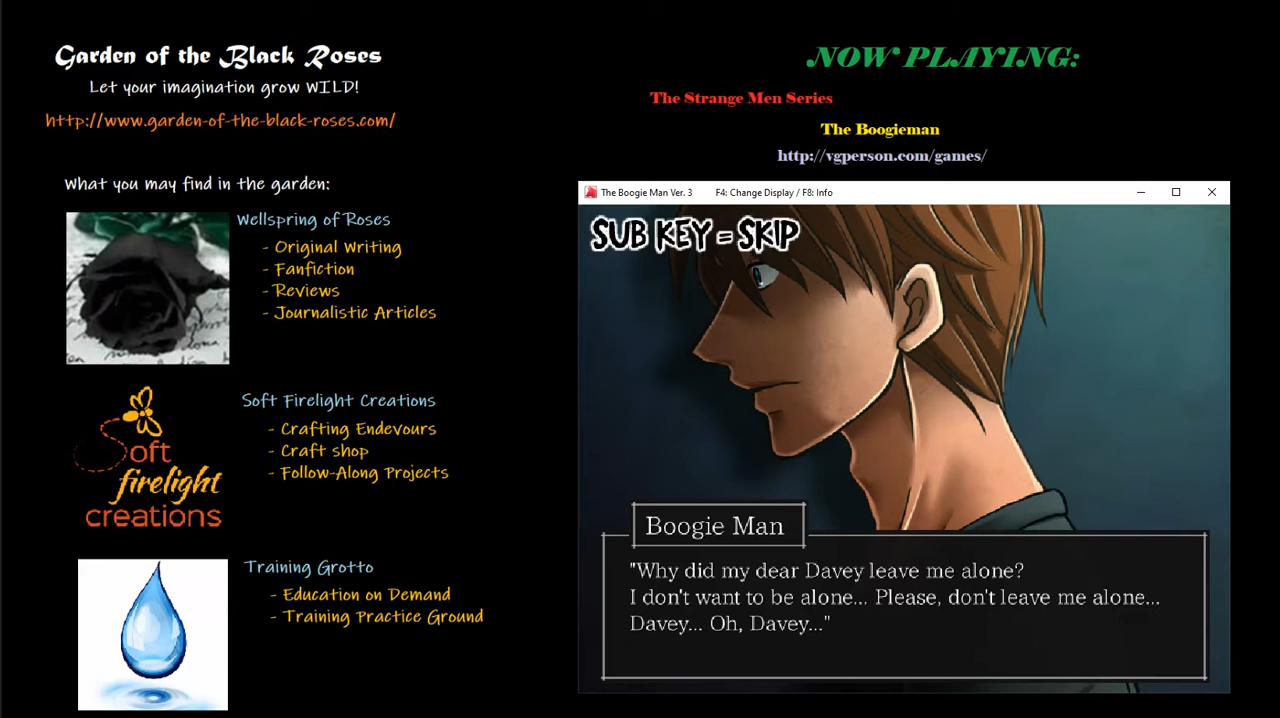 Garden of the Black Roses
Let your imagination grow WILD!
http://www.garden-of-the-black-roses.com/
What you may find in the garden:
Wellspring of Roses
- Original Writing
- Fanfiction
- Reviews
- Journalistic Articles
Soft Firelight Creations
- Crafting Endevours
- Craft shop
- Follow-Along Projects
Soft
firelight
creations
Training Grotto
- Education on Demand
- Training Practice Ground
NOW PLAYING:
The Strange Men Series
The Boogieman
http://vgperson.com/games/
The Boogie Man Ver. 3 F4: Change Display / F8: Info
SUB KEY = SKIP
Boogie Man
"Why did my dear Davey leave me alone?
I don't want to be alone... Please, don't leave me alone...
Davey... Oh, Davey..."